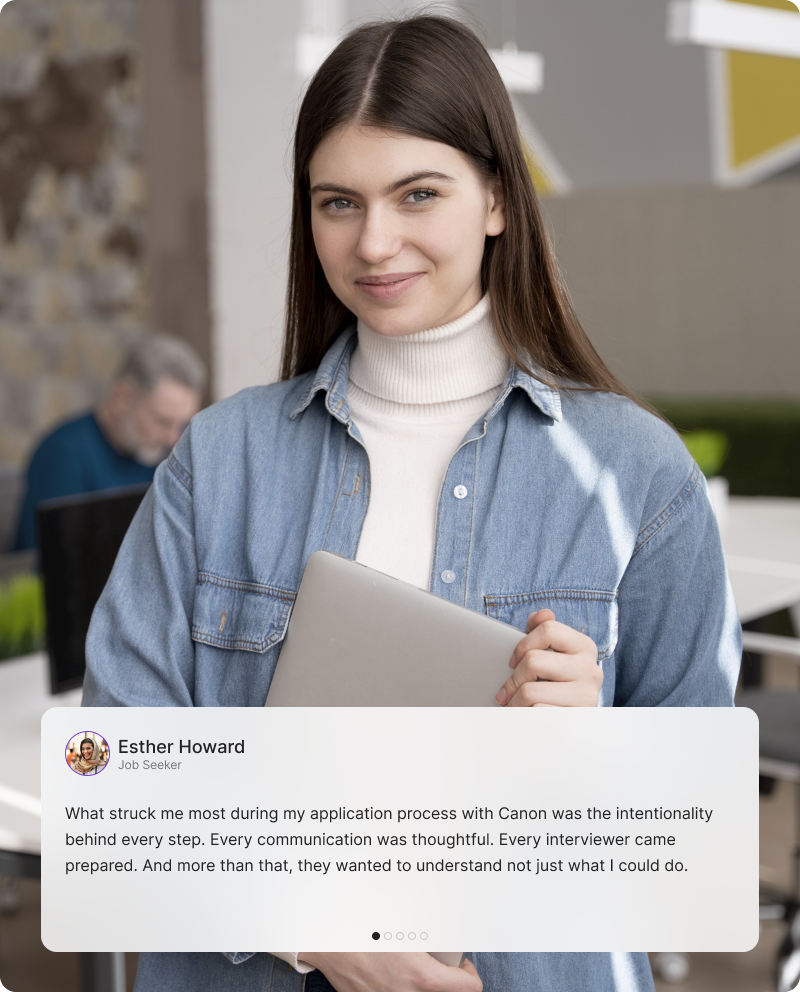 Esther Howard
Job Seeker
What struck me most during my application process with Canon was the intentionality
behind every step. Every communication was thoughtful. Every interviewer came
prepared. And more than that, they wanted to understand not just what I could do.